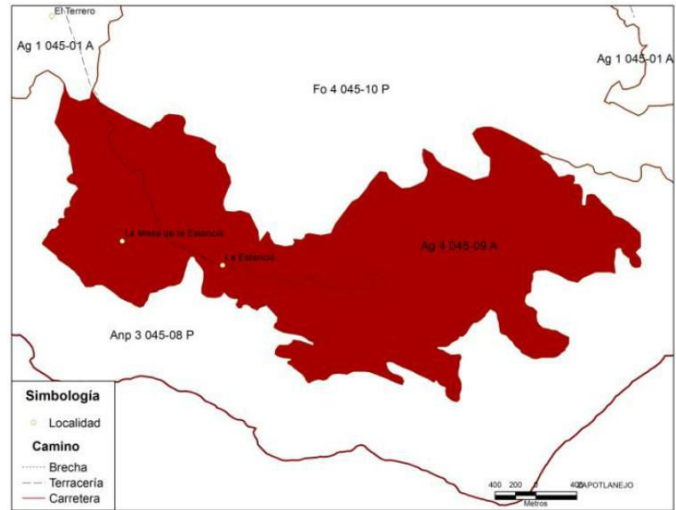 El Terrero
Ag 1 045-01 A
Ag 1 045-01 A
Fo 4 045-10 P
La Mesa de la Estancia
La Estancia
Ag 4 045-09 A
Anp 3 045-08 P
Simbología
Localidad
Camino
Brecha
Terracería
Carretera
400 200 0 400
ZAPOTLANEJO
Metros